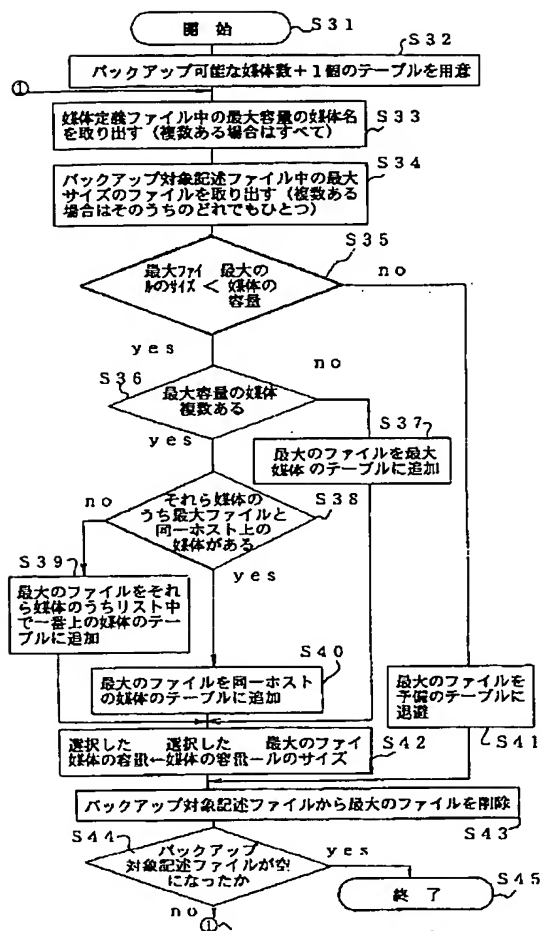 開 始
S31
S32
バックアップ可能な媒体数+1個のテーブルを用意
①
媒体定義ファイル中の最大容量の媒体名
を取り出す(複数ある場合はすべて)
S33
S34
バックアップ対象記述ファイル中の最大
サイズのファイルを取り出す(複数ある
場合はそのうちのどれでもひとつ)
S35
最大ファイ 最大の
ルのサイズ < 媒体の
容量
no
yes
S36
no
最大容量の媒体
複数ある
yes
S37
最大のファイルを最大
媒体のテーブルに追加
それら媒体の
うち最大ファイルと
同一ホスト上の
媒体がある
S38
no
yes
S39
最大のファイルをそれ
ら媒体のうちリスト中
で一番上の媒体のテー
ブルに追加
S40
最大のファイルを同一ホスト
の媒体のテーブルに追加
最大のファイルを
予備のテーブルに
退避
S41
選択した 選択した 最大のファイ
媒体の容量←媒体の容量ールのサイズ
S42
バックアップ対象記述ファイルから最大のファイルを削除
S43
S44
バックアップ
対象記述ファイルが空
になったか
yes
終 了
S45
no
①